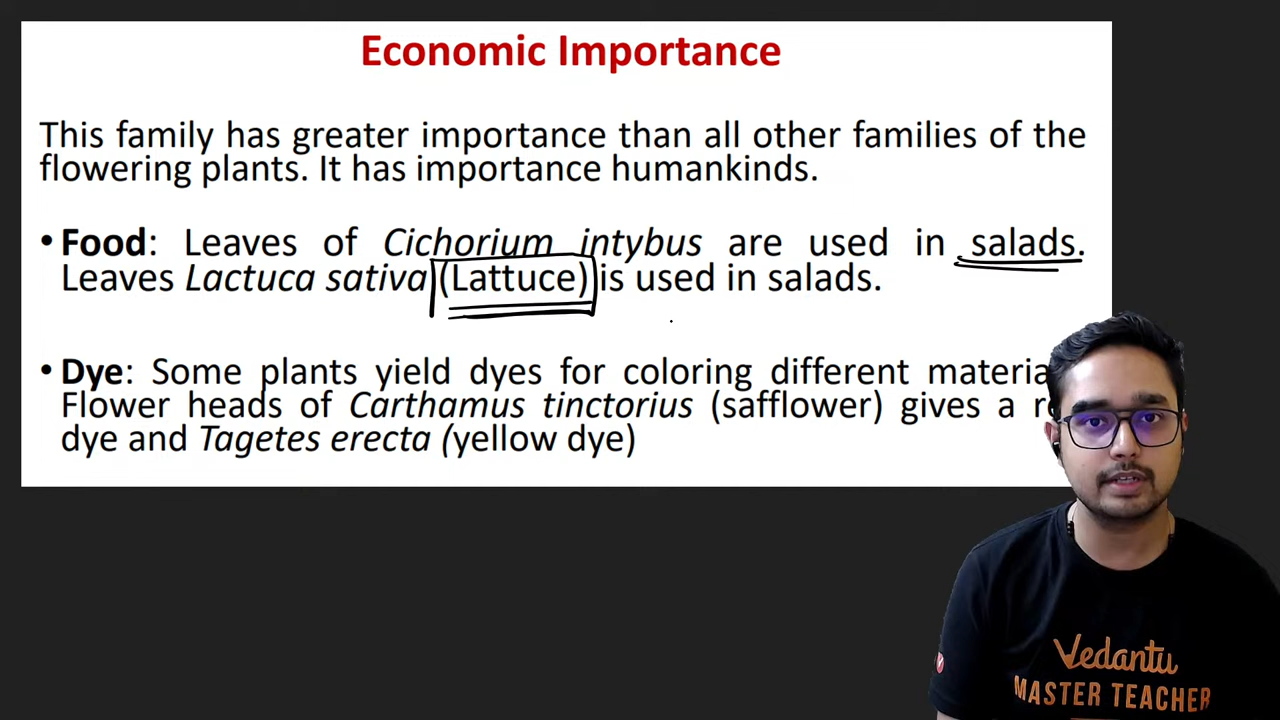 Economic Importance
This family has greater importance than all other families of the
flowering plants. It has importance humankinds.
• Food: Leaves of Cichorium intybus are used in salads.
Leaves Lactuca sativa (Lattuce) is used in salads.
• Dye: Some plants yield dyes for coloring different
Flower heads of Carthamus tinctorius (safflower) gives a
dye and Tagetes erecta (yellow dye)
Vedantu
MASTER TEACHER